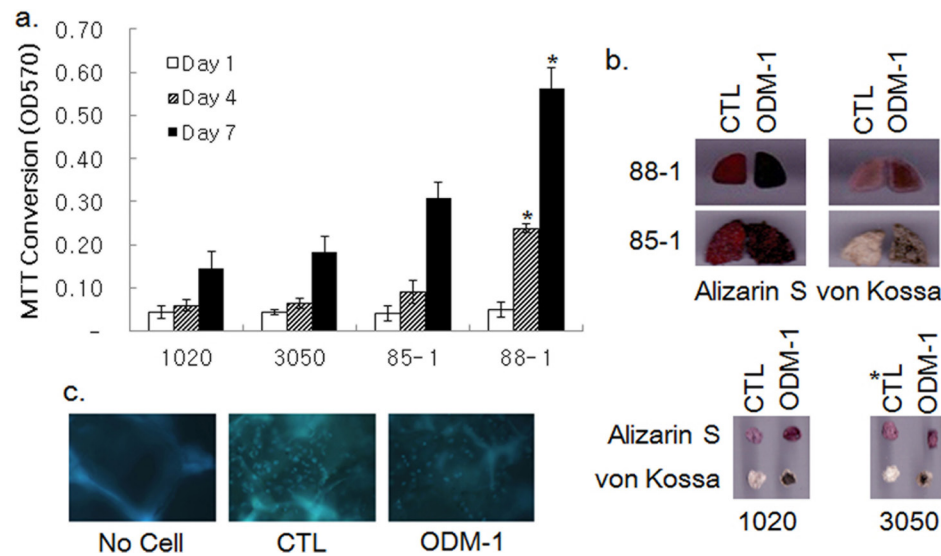 a.
MTT Conversion (OD570)
0.70
0.60
0.50
0.40
0.30
0.20
0.10
-
Day 1
Day 4
Day 7
*
*
1020 3050 85-1 88-1
b.
CTL ODM-1 CTL ODM-1
88-1
85-1
Alizarin S von Kossa
CTL ODM-1 *CTL ODM-1
Alizarin S
von Kossa
1020 3050
c.
No Cell CTL ODM-1